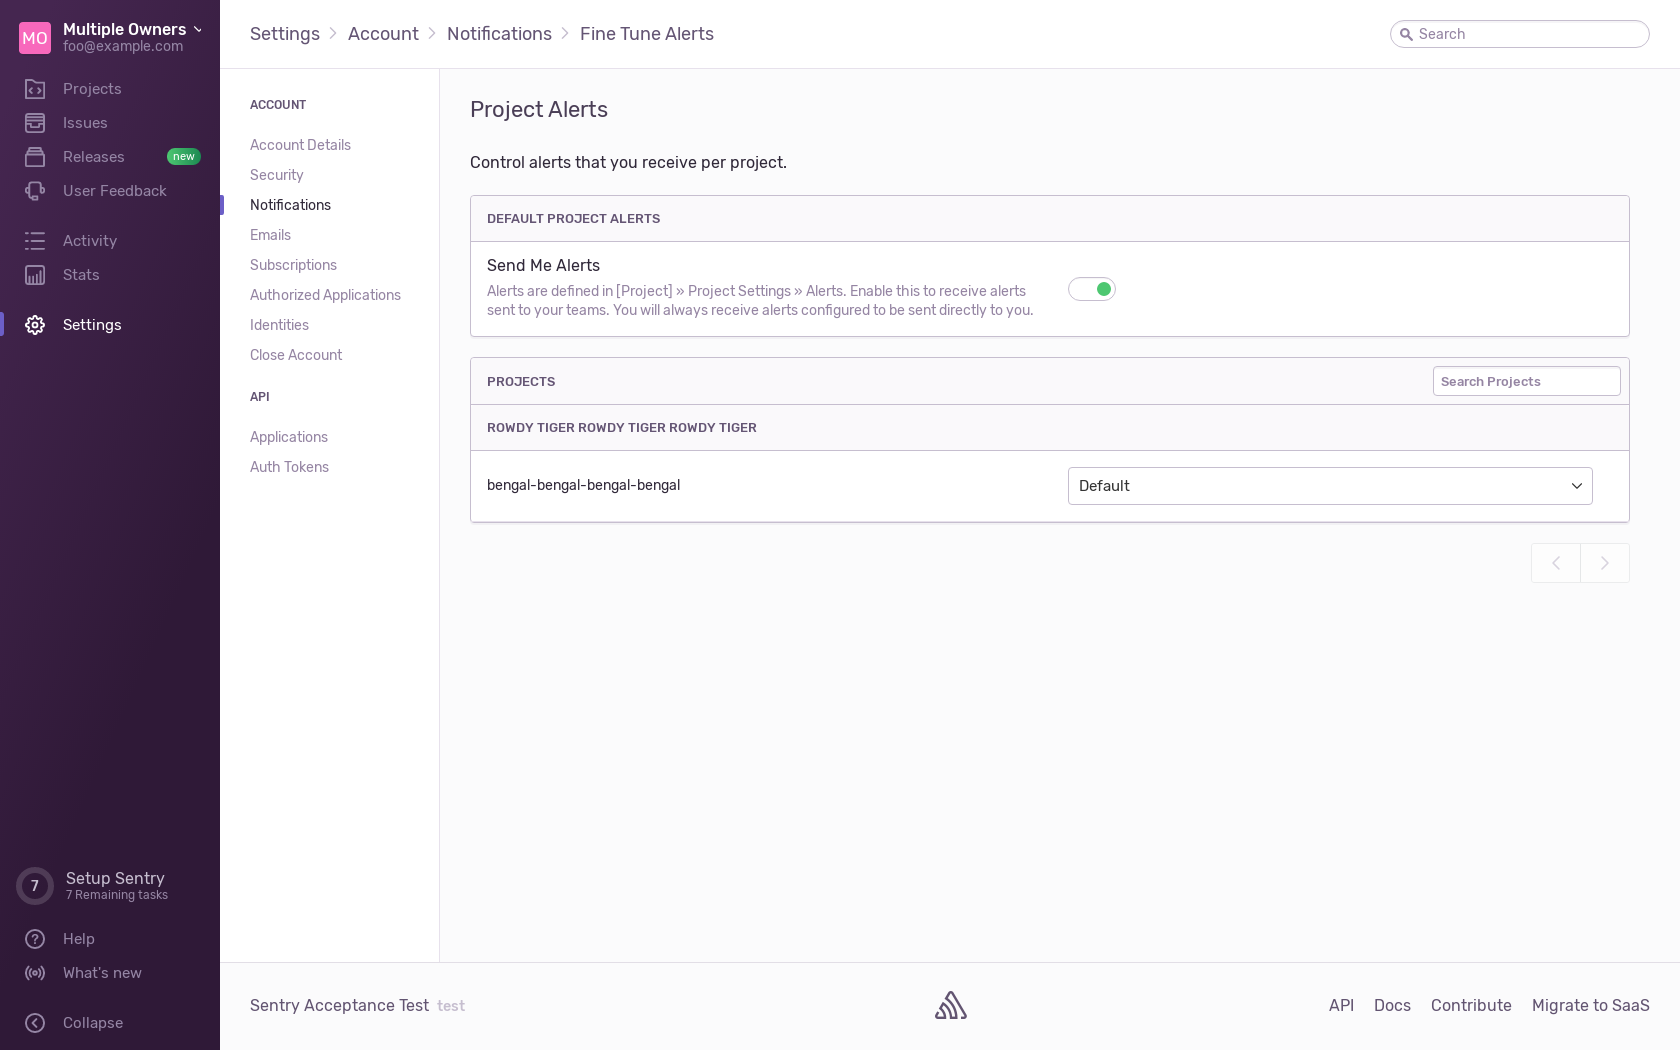 MO
Multiple Owners
foo@example.com
Projects
Issues
Releases new
User Feedback
Activity
Stats
Settings
7
Setup Sentry
7 Remaining tasks
Help
What's new
Collapse
Settings Account Notifications Fine Tune Alerts
Search
ACCOUNT
Account Details
Security
Notifications
Emails
Subscriptions
Authorized Applications
Identities
Close Account
API
Applications
Auth Tokens
Project Alerts
Control alerts that you receive per project.
DEFAULT PROJECT ALERTS
Send Me Alerts
Alerts are defined in [Project] » Project Settings » Alerts. Enable this to receive alerts
sent to your teams. You will always receive alerts configured to be sent directly to you.
PROJECTS
Search Projects
ROWDY TIGER ROWDY TIGER ROWDY TIGER
bengal-bengal-bengal-bengal
Default
Sentry Acceptance Test test
API Docs Contribute Migrate to SaaS